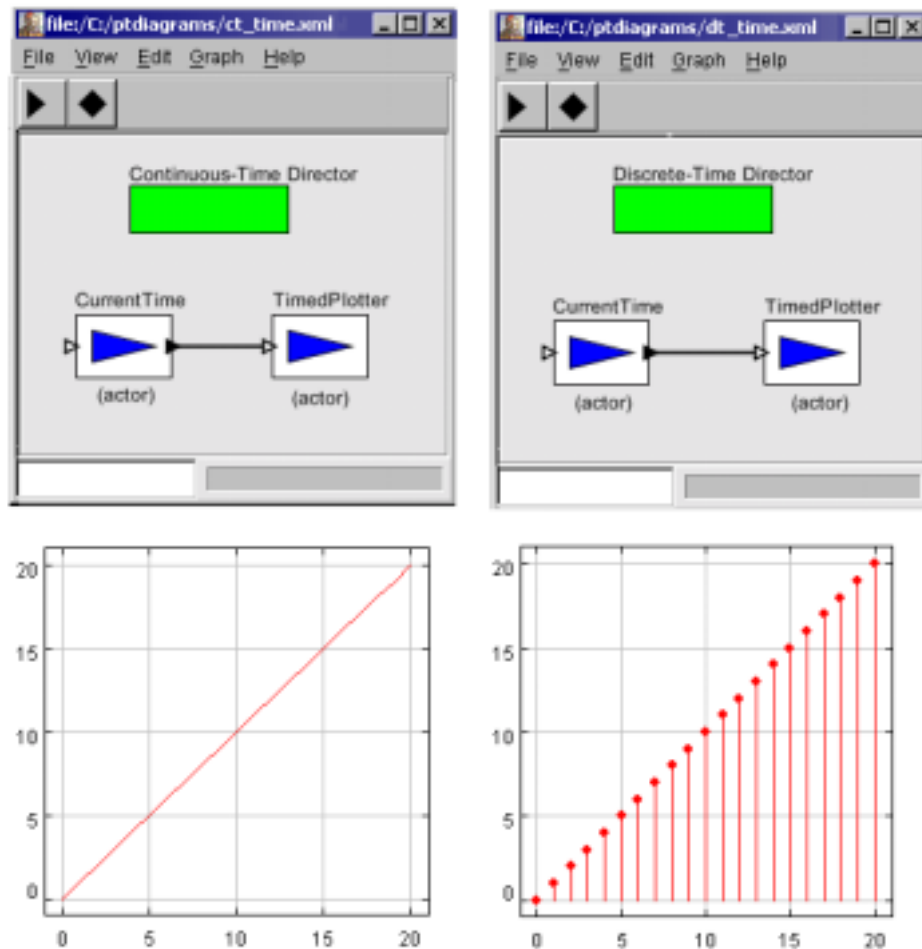 file:/C:/ptdiagrams/ct_time.xml
File View Edit Graph Help
Continuous-Time Director
CurrentTime TimedPlotter
(actor) (actor)
file:/C:/ptdiagrams/dt_time.xml
File View Edit Graph Help
Discrete-Time Director
CurrentTime TimedPlotter
(actor) (actor)
20
15
10
5
0
0 5 10 15 20
20
15
10
5
0
0 5 10 15 20